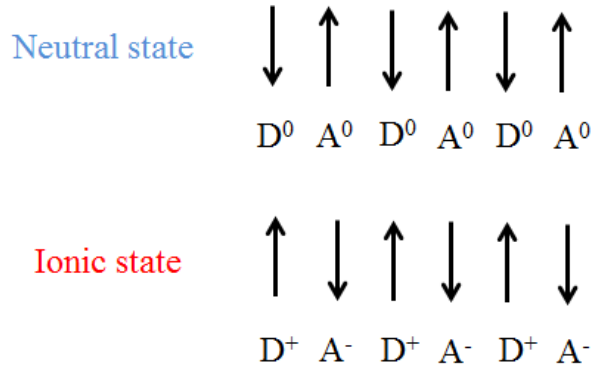 Neutral state
D⁰ A⁰ D⁰ A⁰ D⁰ A⁰
Ionic state
D⁺ A⁻ D⁺ A⁻ D⁺ A⁻